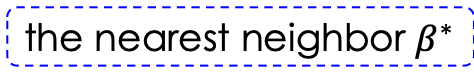 the nearest neighbor β*